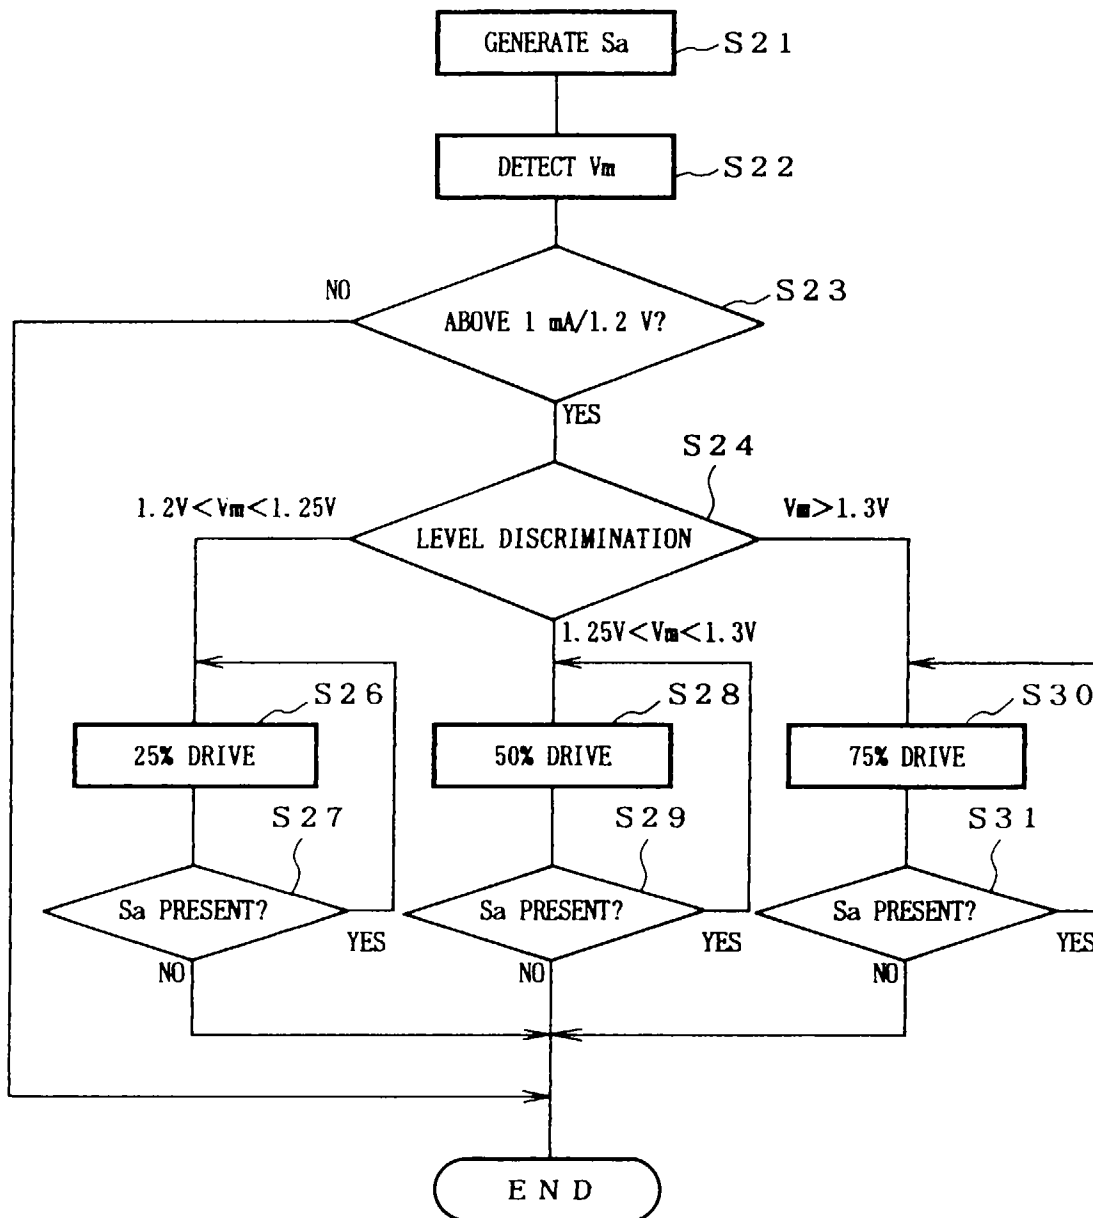 GENERATE Sa
S21
DETECT Vm
S22
NO
S23
ABOVE 1 mA/1.2 V?
YES
S24
1.2V<Vm<1.25V
Vm>1.3V
LEVEL DISCRIMINATION
1.25V<Vm<1.3V
S26
S28
S30
25% DRIVE
50% DRIVE
75% DRIVE
S27
S29
S31
Sa PRESENT?
Sa PRESENT?
Sa PRESENT?
YES
YES
YES
NO
NO
NO
END